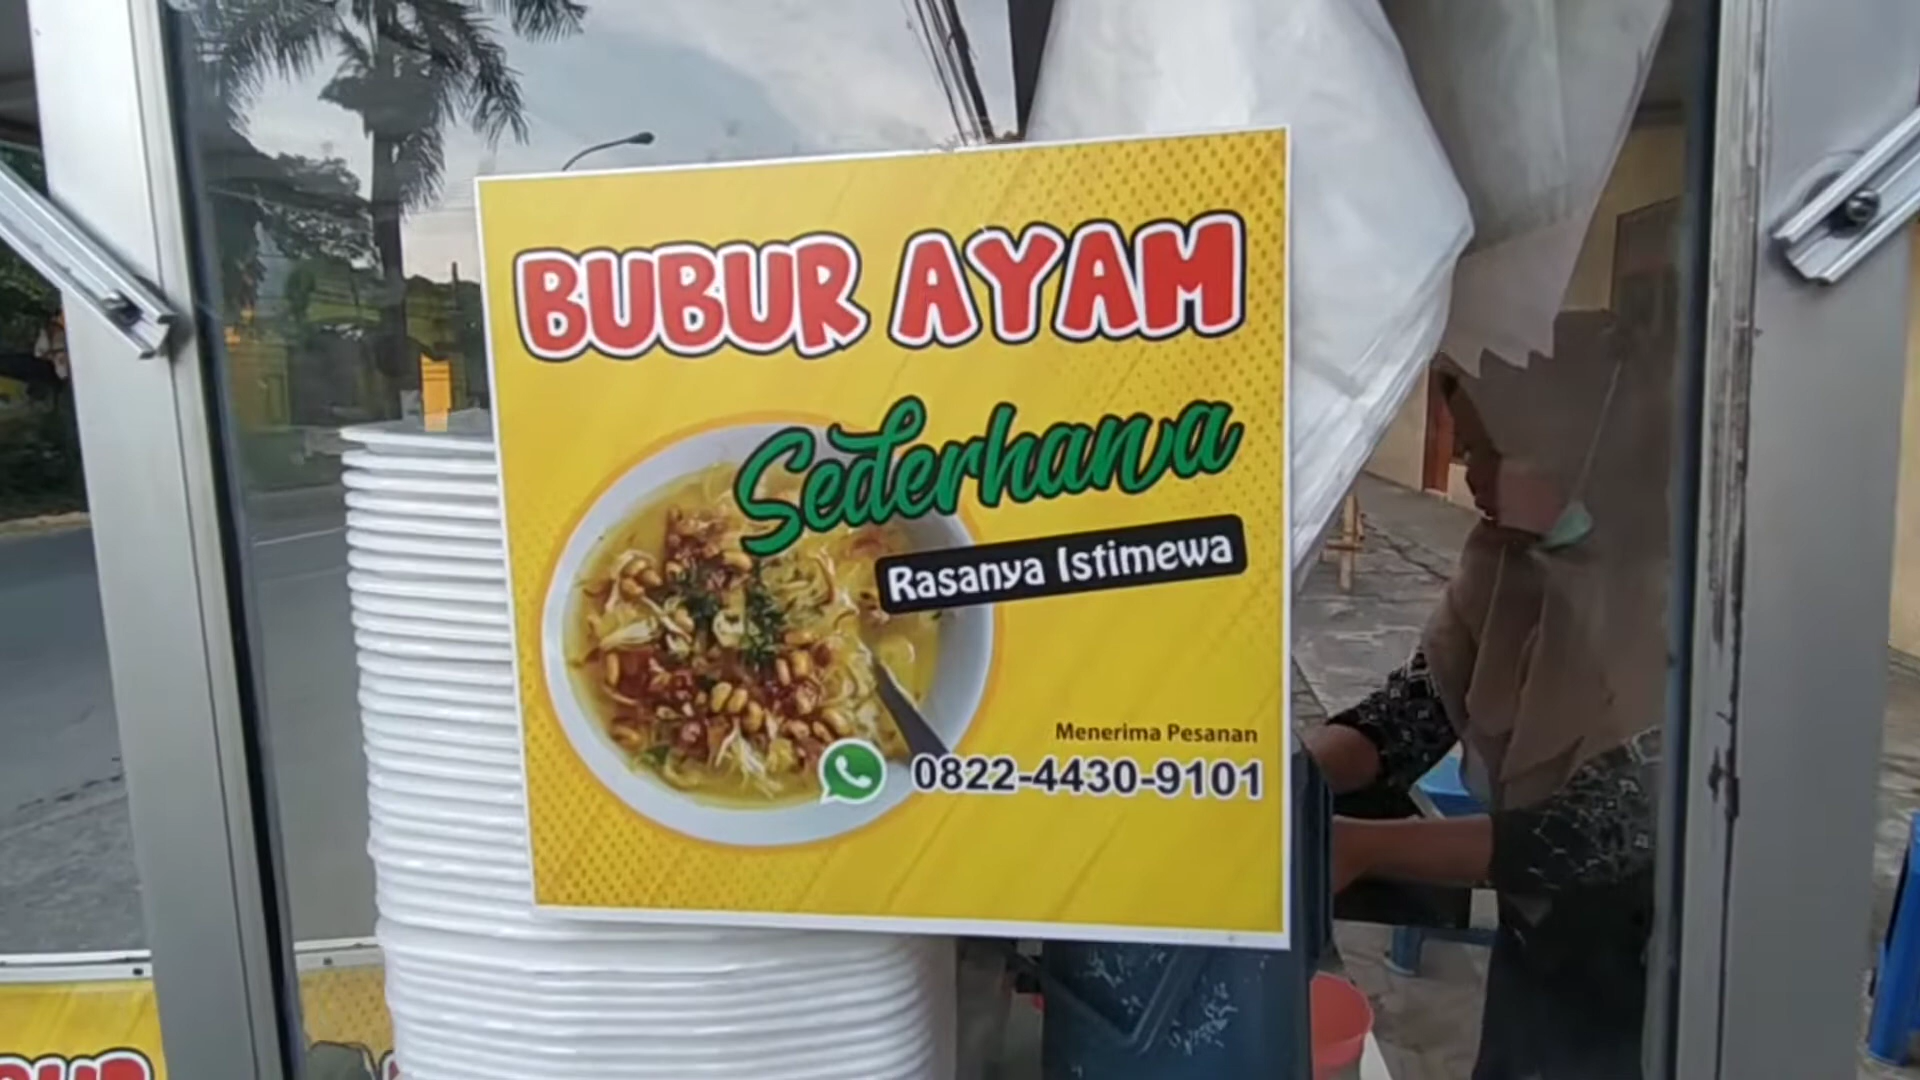 BUBUR AYAM
Sederhana
Rasanya Istimewa
Menerima Pesanan
0822-4430-9101